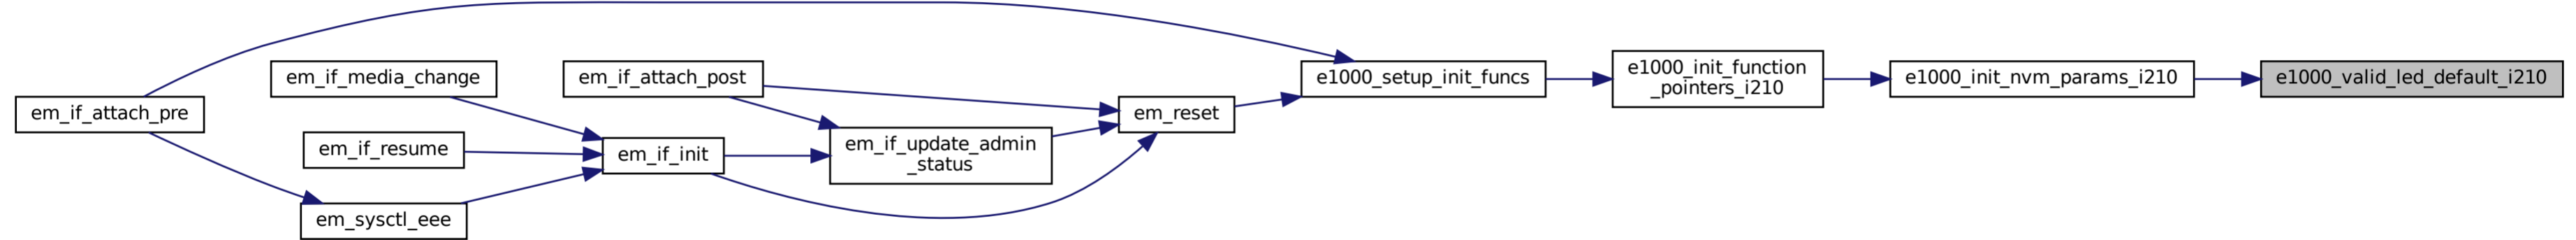 em_if_attach_pre
em_if_media_change
em_if_resume
em_sysctl_eee
em_if_attach_post
em_if_init
em_if_update_admin
_status
em_reset
e1000_setup_init_funcs
e1000_init_function
_pointers_i210
e1000_init_nvm_params_i210
e1000_valid_led_default_i210